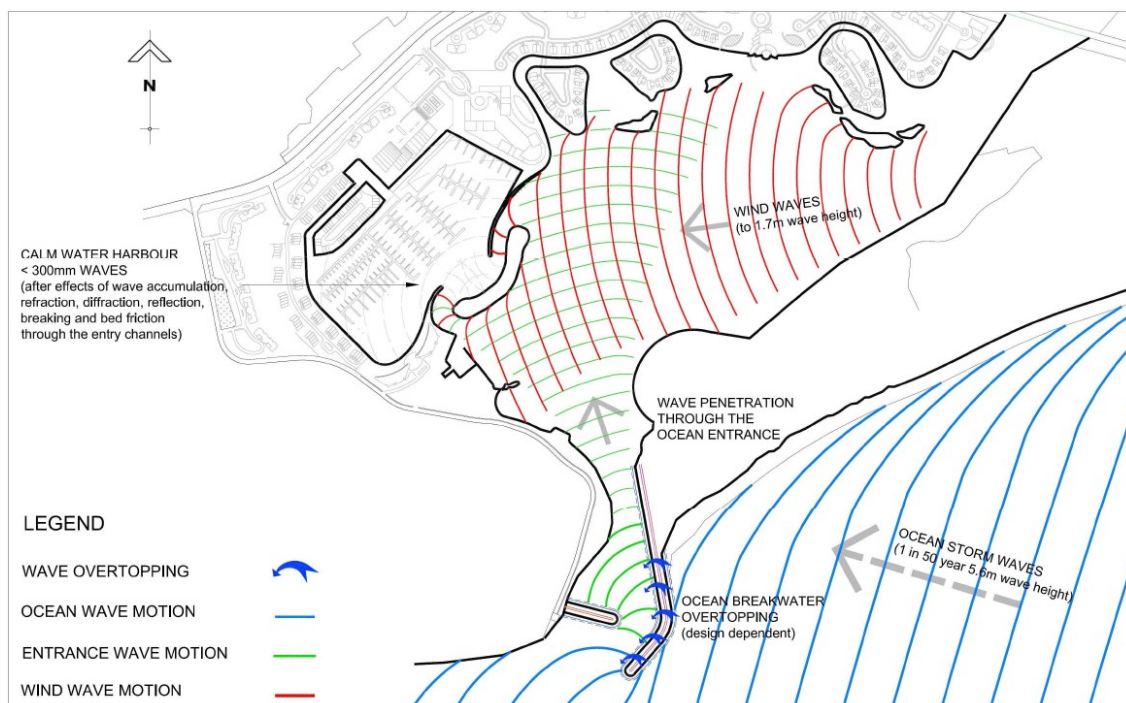 N
WIND WAVES
(to 1.7m wave height)
CALM WATER HARBOUR
< 300mm WAVES
(after effects of wave accumulation,
refraction, diffraction, reflection,
breaking and bed friction
through the entry channels)
WAVE PENETRATION
THROUGH THE
OCEAN ENTRANCE
OCEAN STORM WAVES
(1 in 50 year 5.6m wave height)
OCEAN BREAKWATER
OVERTOPPING
(design dependent)
LEGEND
WAVE OVERTOPPING
OCEAN WAVE MOTION
ENTRANCE WAVE MOTION
WIND WAVE MOTION